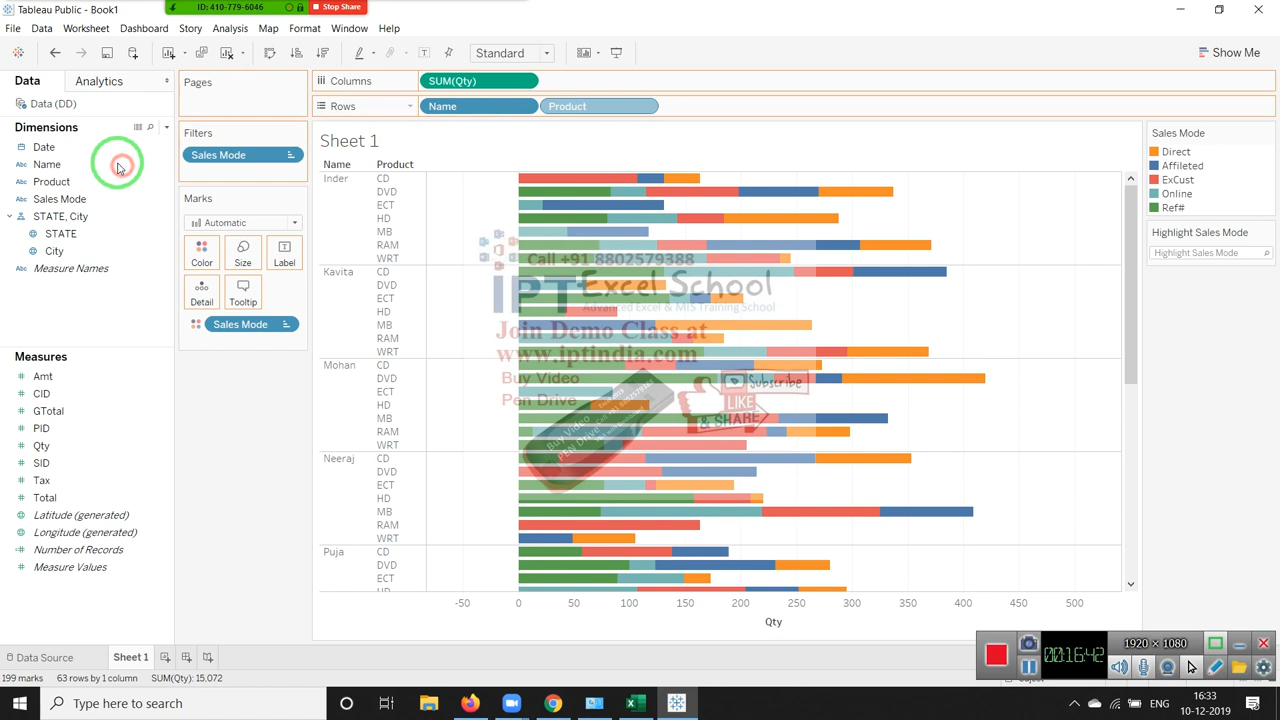 Tableau Public - Book1
ID: 410-779-6046
Stop Share
File Data Worksheet Dashboard Story Analysis Map Format Window Help
Standard
Show Me
Data Analytics
Pages
Columns SUM(Qty)
Data (DD)
Rows Name Product
Dimensions
Filters
Sales Mode
Sheet 1
Sales Mode
Date
Name
Product
Sales Mode
STATE, City
STATE
City
Measure Names
Marks
Automatic
Color Size Label
Detail Tooltip
Sales Mode
Measures
Amt
CID
GTotal
PID
Qty
SID
Tax
Total
Latitude (generated)
Longitude (generated)
Number of Records
Measure Values
Name Product
Inder CD
DVD
ECT
HD
MB
RAM
WRT
Kavita CD
DVD
ECT
HD
MB
RAM
WRT
Mohan CD
DVD
ECT
HD
MB
RAM
WRT
Neeraj CD
DVD
ECT
HD
MB
RAM
WRT
Puja CD
DVD
ECT
-50 0 50 100 150 200 250 300 350 400 450 500
Qty
Direct
Affiliated
ExCust
Online
Ref#
Highlight Sales Mode
Highlight Sales Mode
Call +91 8802579388
IPT Excel School
Advanced Excel & MIS Training School
Join Demo Class at
www.iptindia.com
Buy Video
Pen Drive
Subscribe
LIKE
& SHARE
Data Source Sheet 1
199 marks 63 rows by 1 column SUM(Qty): 15,072
1920 × 1080
00:16:42
Type here to search
ENG
16:33
10-12-2019